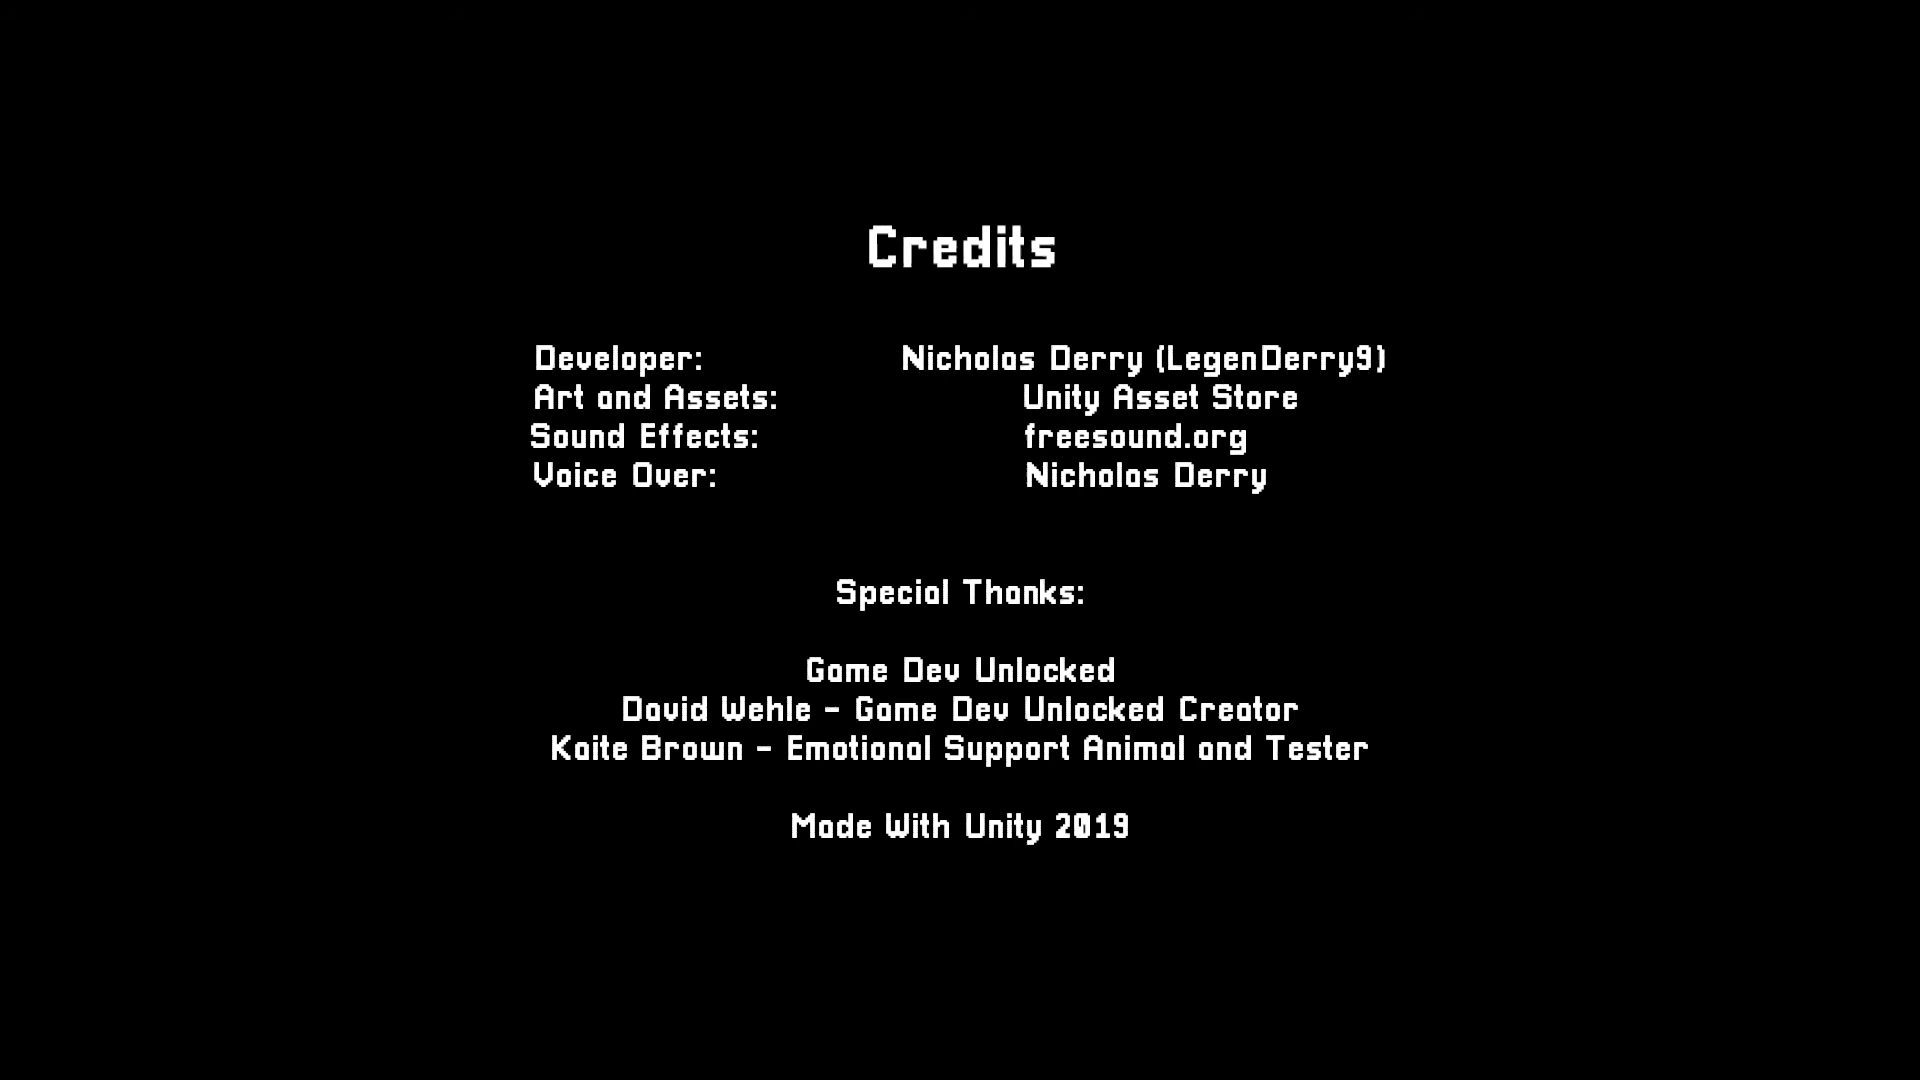 Credits
Developer: Nicholas Derry (LegenDerry9)
Art and Assets: Unity Asset Store
Sound Effects: freesound.org
Voice Over: Nicholas Derry
Special Thanks:
Game Dev Unlocked
David Wehle - Game Dev Unlocked Creator
Kaite Brown - Emotional Support Animal and Tester
Made With Unity 2019